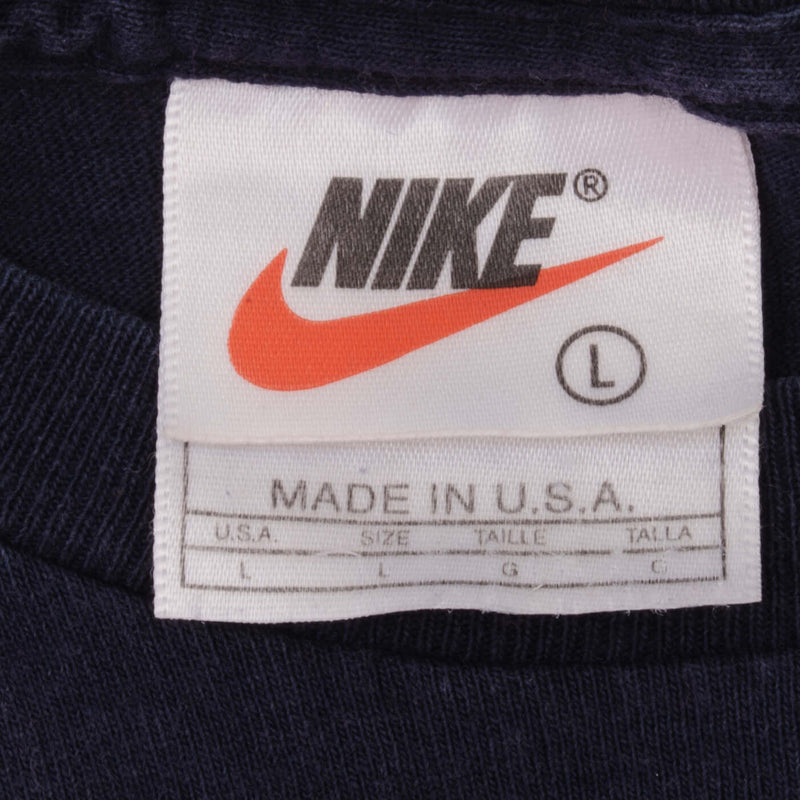 NIKE®
L
MADE IN U.S.A.
U.S.A. SIZE TAILLE TALLA
L L G G